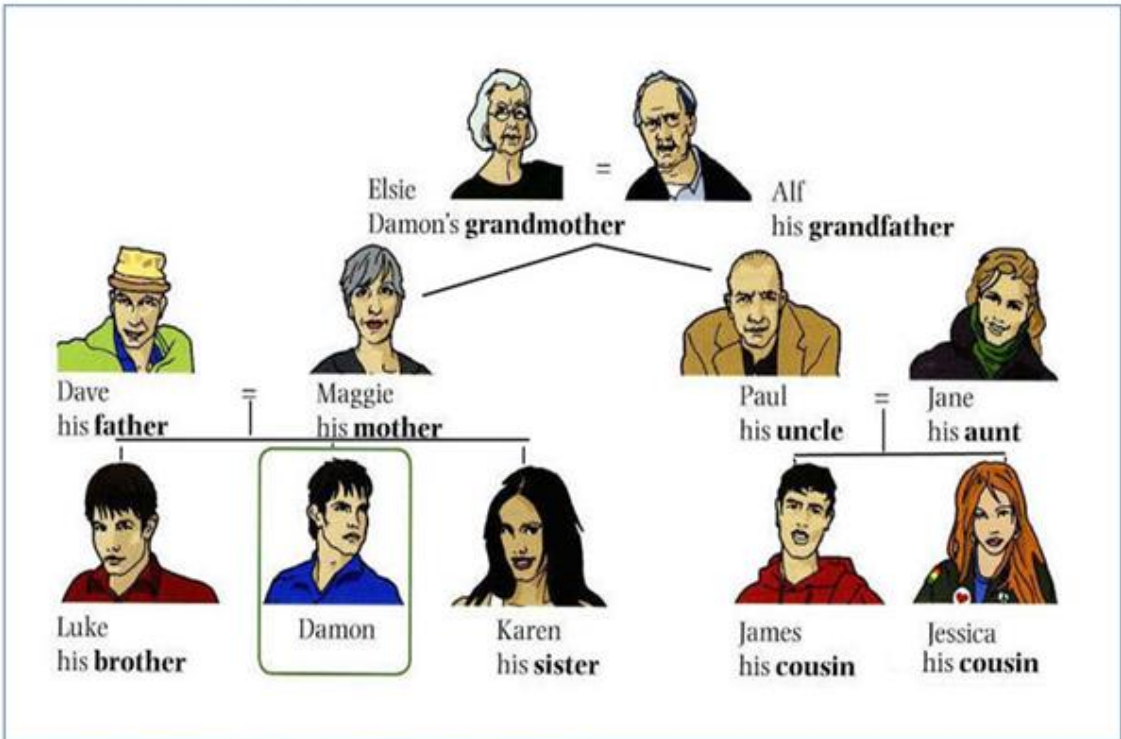 Elsie
Damon's grandmother
=
Alf
his grandfather
Dave
his father
=
Maggie
his mother
Paul
his uncle
=
Jane
his aunt
Luke
his brother
Damon
Karen
his sister
James
his cousin
Jessica
his cousin